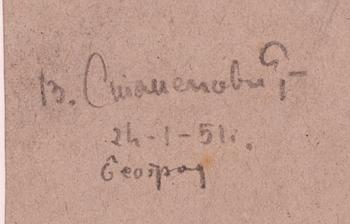 В. Стаменовић
24-1-51.
Београд